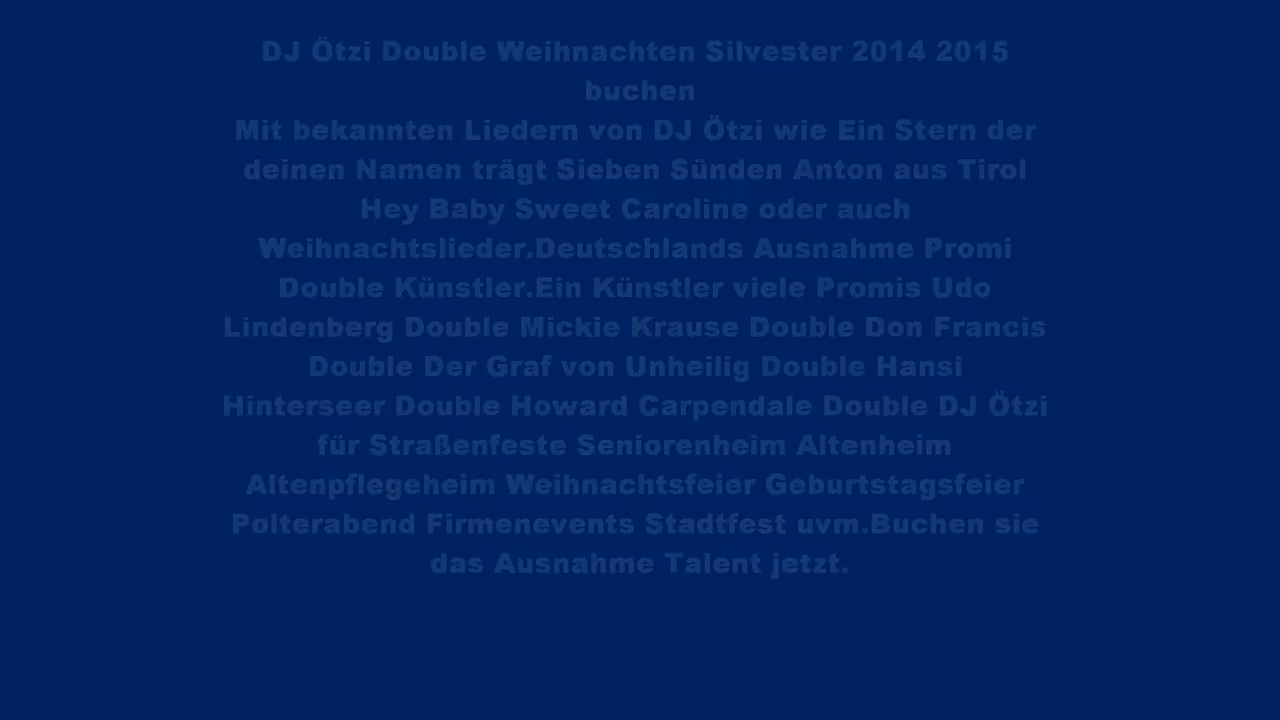 DJ Ötzi Double Weihnachten Silvester 2014 2015
buchen
Mit bekannten Liedern von DJ Ötzi wie Ein Stern der
deinen Namen trägt Sieben Sünden Anton aus Tirol
Hey Baby Sweet Caroline oder auch
Weihnachtslieder.Deutschlands Ausnahme Promi
Double Künstler.Ein Künstler viele Promis Udo
Lindenberg Double Mickie Krause Double Don Francis
Double Der Graf von Unheilig Double Hansi
Hinterseer Double Howard Carpendale Double DJ Ötzi
für Straßenfeste Seniorenheim Altenheim
Altenpflegeheim Weihnachtsfeier Geburtstagsfeier
Polterabend Firmenevents Stadtfest uvm.Buchen sie
das Ausnahme Talent jetzt.